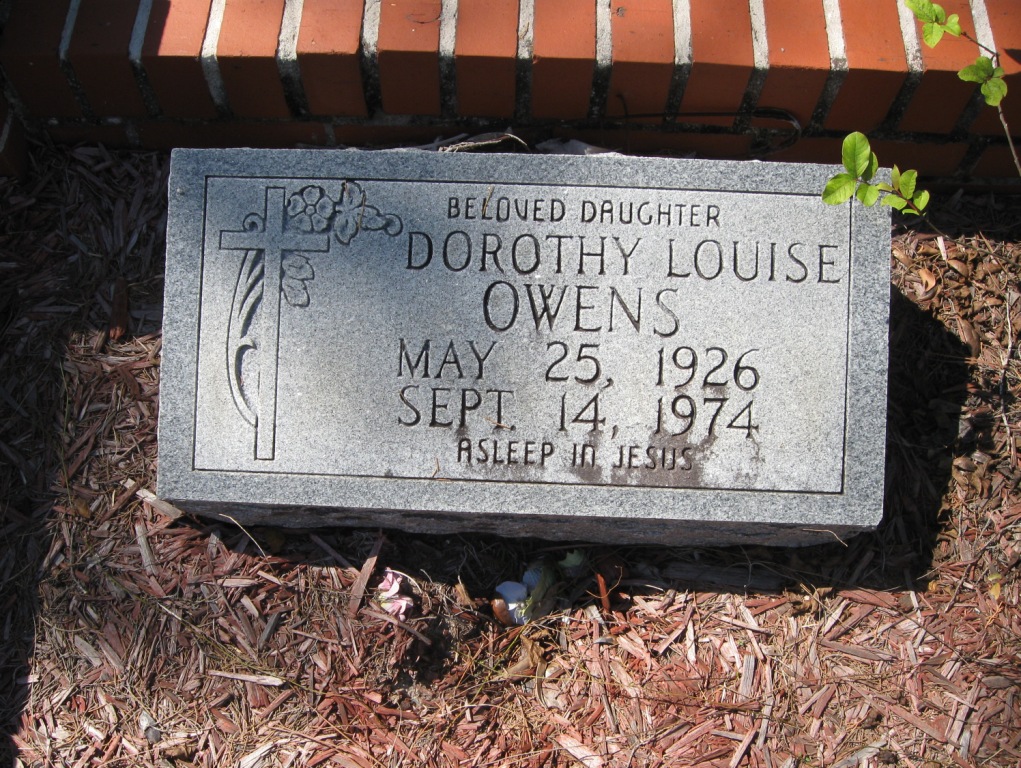 BELOVED DAUGHTER
DOROTHY LOUISE
OWENS
MAY 25, 1926
SEPT. 14, 1974
ASLEEP IN JESUS